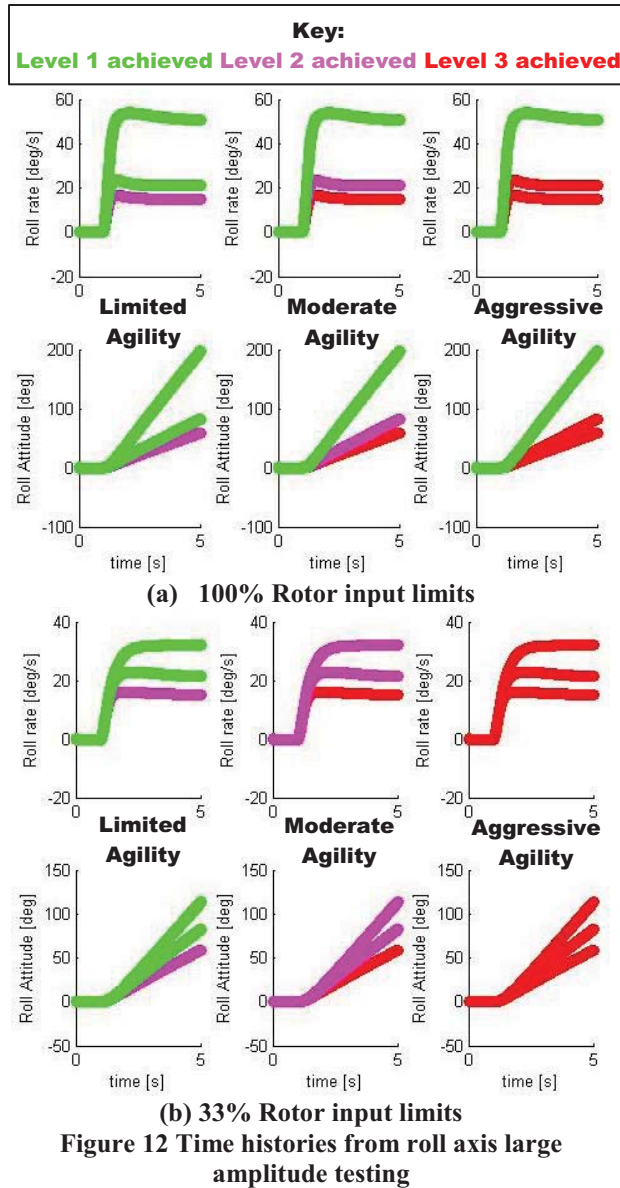 Key:
Level 1 achieved Level 2 achieved Level 3 achieved
60
40
20
0
-20
Roll rate [deg/s]
0
5
60
40
20
0
-20
Roll rate [deg/s]
0
5
60
40
20
0
-20
Roll rate [deg/s]
0
5
Limited
Agility
Moderate
Agility
Aggressive
Agility
200
100
0
-100
Roll Attitude [deg]
0
5
time [s]
200
100
0
-100
Roll Attitude [deg]
0
5
time [s]
200
100
0
-100
Roll Attitude [deg]
0
5
time [s]
(a) 100% Rotor input limits
40
20
0
-20
Roll rate [deg/s]
0
5
40
20
0
-20
Roll rate [deg/s]
0
5
40
20
0
-20
Roll rate [deg/s]
0
5
Limited
Agility
Moderate
Agility
Aggressive
Agility
150
100
50
0
-50
Roll Attitude [deg]
0
5
time [s]
150
100
50
0
-50
Roll Attitude [deg]
0
5
time [s]
150
100
50
0
-50
Roll Attitude [deg]
0
5
time [s]
(b) 33% Rotor input limits
Figure 12 Time histories from roll axis large
amplitude testing